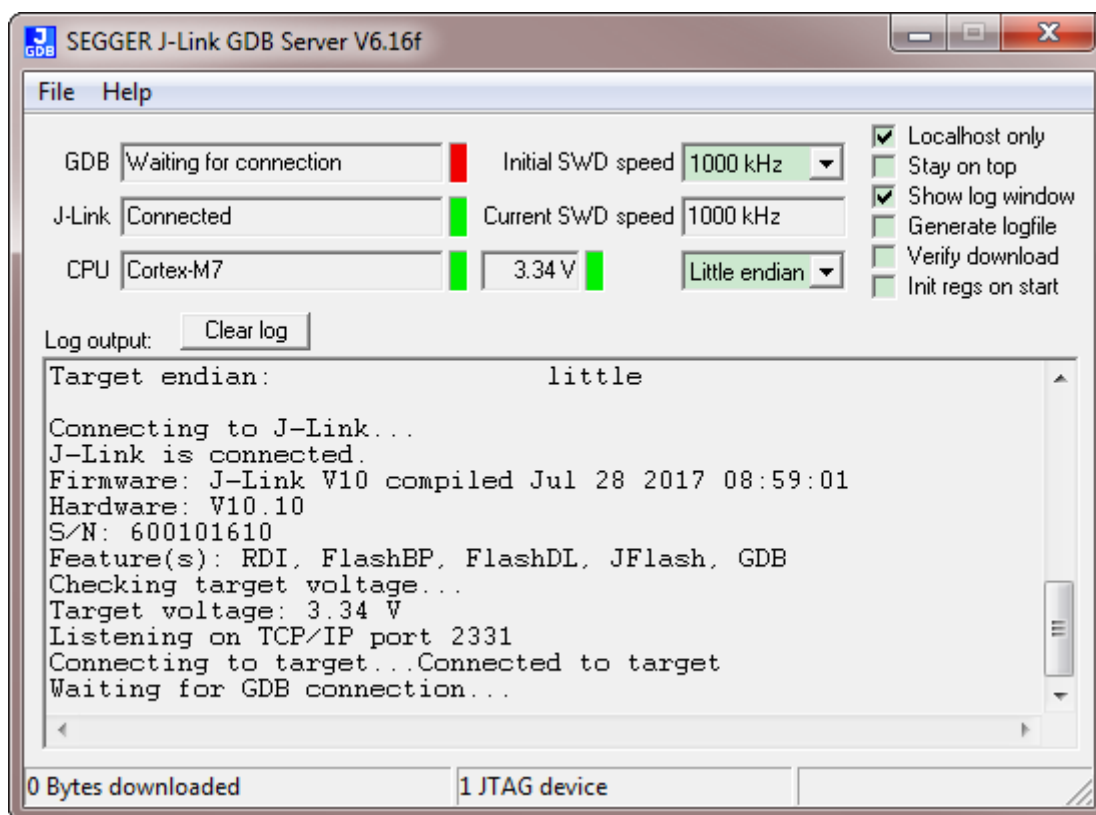 J GDB SEGGER J-Link GDB Server V6.16f
File Help
GDB Waiting for connection Initial SWD speed 1000 kHz
J-Link Connected Current SWD speed 1000 kHz
CPU Cortex-M7 3.34 V Little endian
Localhost only
Stay on top
Show log window
Generate logfile
Verify download
Init regs on start
Log output: Clear log
Target endian: little
Connecting to J-Link...
J-Link is connected.
Firmware: J-Link V10 compiled Jul 28 2017 08:59:01
Hardware: V10.10
S/N: 600101610
Feature(s): RDI, FlashBP, FlashDL, JFlash, GDB
Checking target voltage...
Target voltage: 3.34 V
Listening on TCP/IP port 2331
Connecting to target...Connected to target
Waiting for GDB connection...
0 Bytes downloaded 1 JTAG device